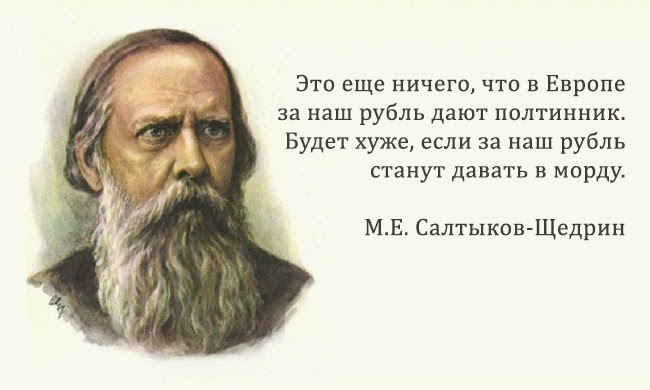 Это еще ничего, что в Европе
за наш рубль дают полтинник.
Будет хуже, если за наш рубль
станут давать в морду.
М.Е. Салтыков-Щедрин